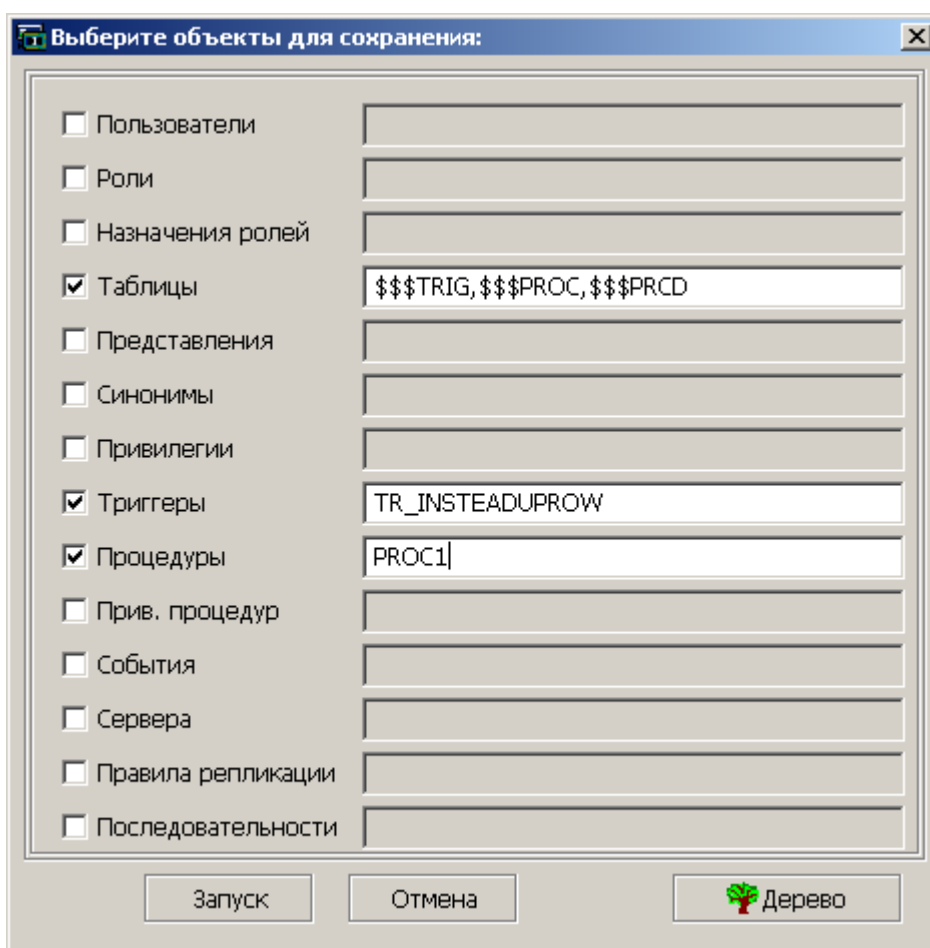 Выберите объекты для сохранения:
Пользователи
Роли
Назначения ролей
Таблицы $$$TRIG,$$$PROC,$$$PRCD
Представления
Синонимы
Привилегии
Триггеры TR_INSTEADUPROW
Процедуры PROC1
Прив. процедур
События
Сервера
Правила репликации
Последовательности
Запуск Отмена Дерево